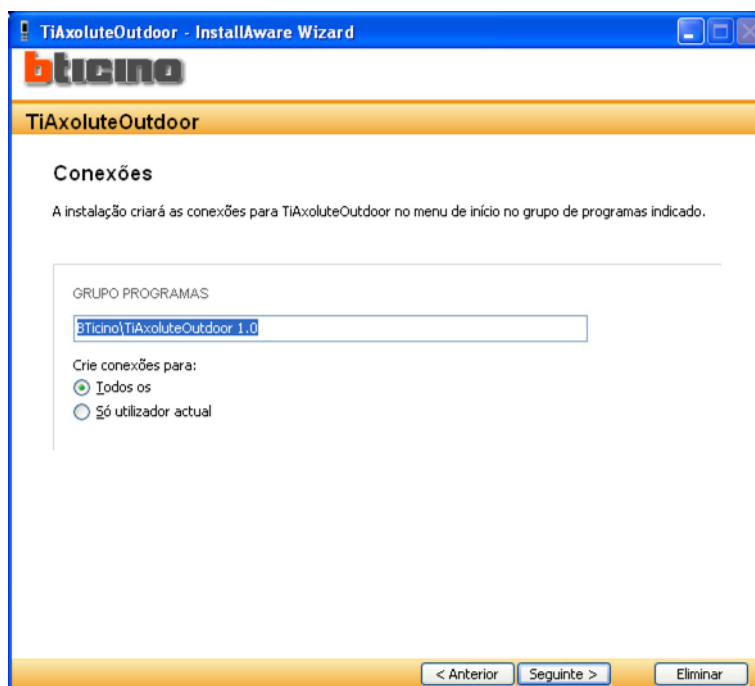 TiAxoluteOutdoor - InstallAware Wizard
bticino
TiAxoluteOutdoor
Conexões
A instalação criará as conexões para TiAxoluteOutdoor no menu de início no grupo de programas indicado.
GRUPO PROGRAMAS
BTicino\TiAxoluteOutdoor 1.0
Crie conexões para:
Todos os
Só utilizador actual
< Anterior Seguinte > Eliminar